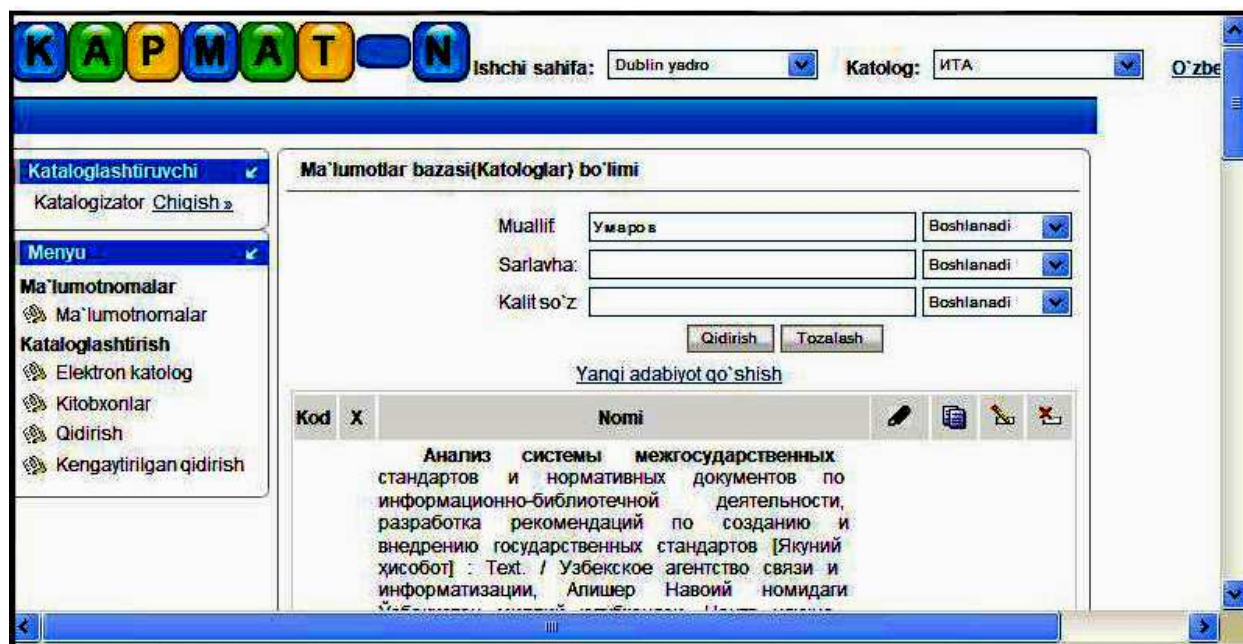 КАРМАТ-N
Ishchi sahifa: Dublin yadro Katolog: ИТА O`zbe
Kataloglashtiruvchi
Katalogizator Chiqish »
Menyu
Ma`lumotnomalar
Ma`lumotnomalar
Kataloglashtirish
Elektron katolog
Kitobxonlar
Qidirish
Kengaytirilgan qidirish
Ma`lumotlar bazasi(Katologlar) bo`limi
Muallif: Умаров Boshlanadi
Sarlavha: Boshlanadi
Kalit so`z Boshlanadi
Qidirish Tozalash
Yangi adabiyot qo`shish
Kod X Nomi
Анализ системы межгосударственных
стандартов и нормативных документов по
информационно-библиотечной деятельности,
разработка рекомендаций по созданию и
внедрению государственных стандартов [Якуний
ҳисобот] : Text. / Узбекское агентство связи и
информатизации, Алишер Навоий номидаги